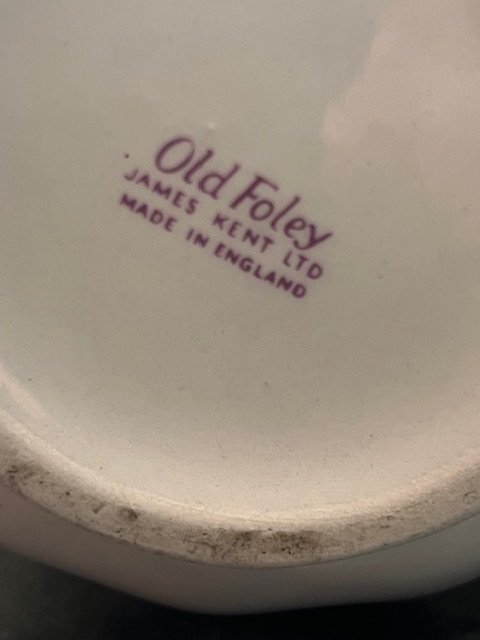 Old Foley
JAMES KENT LTD
MADE IN ENGLAND